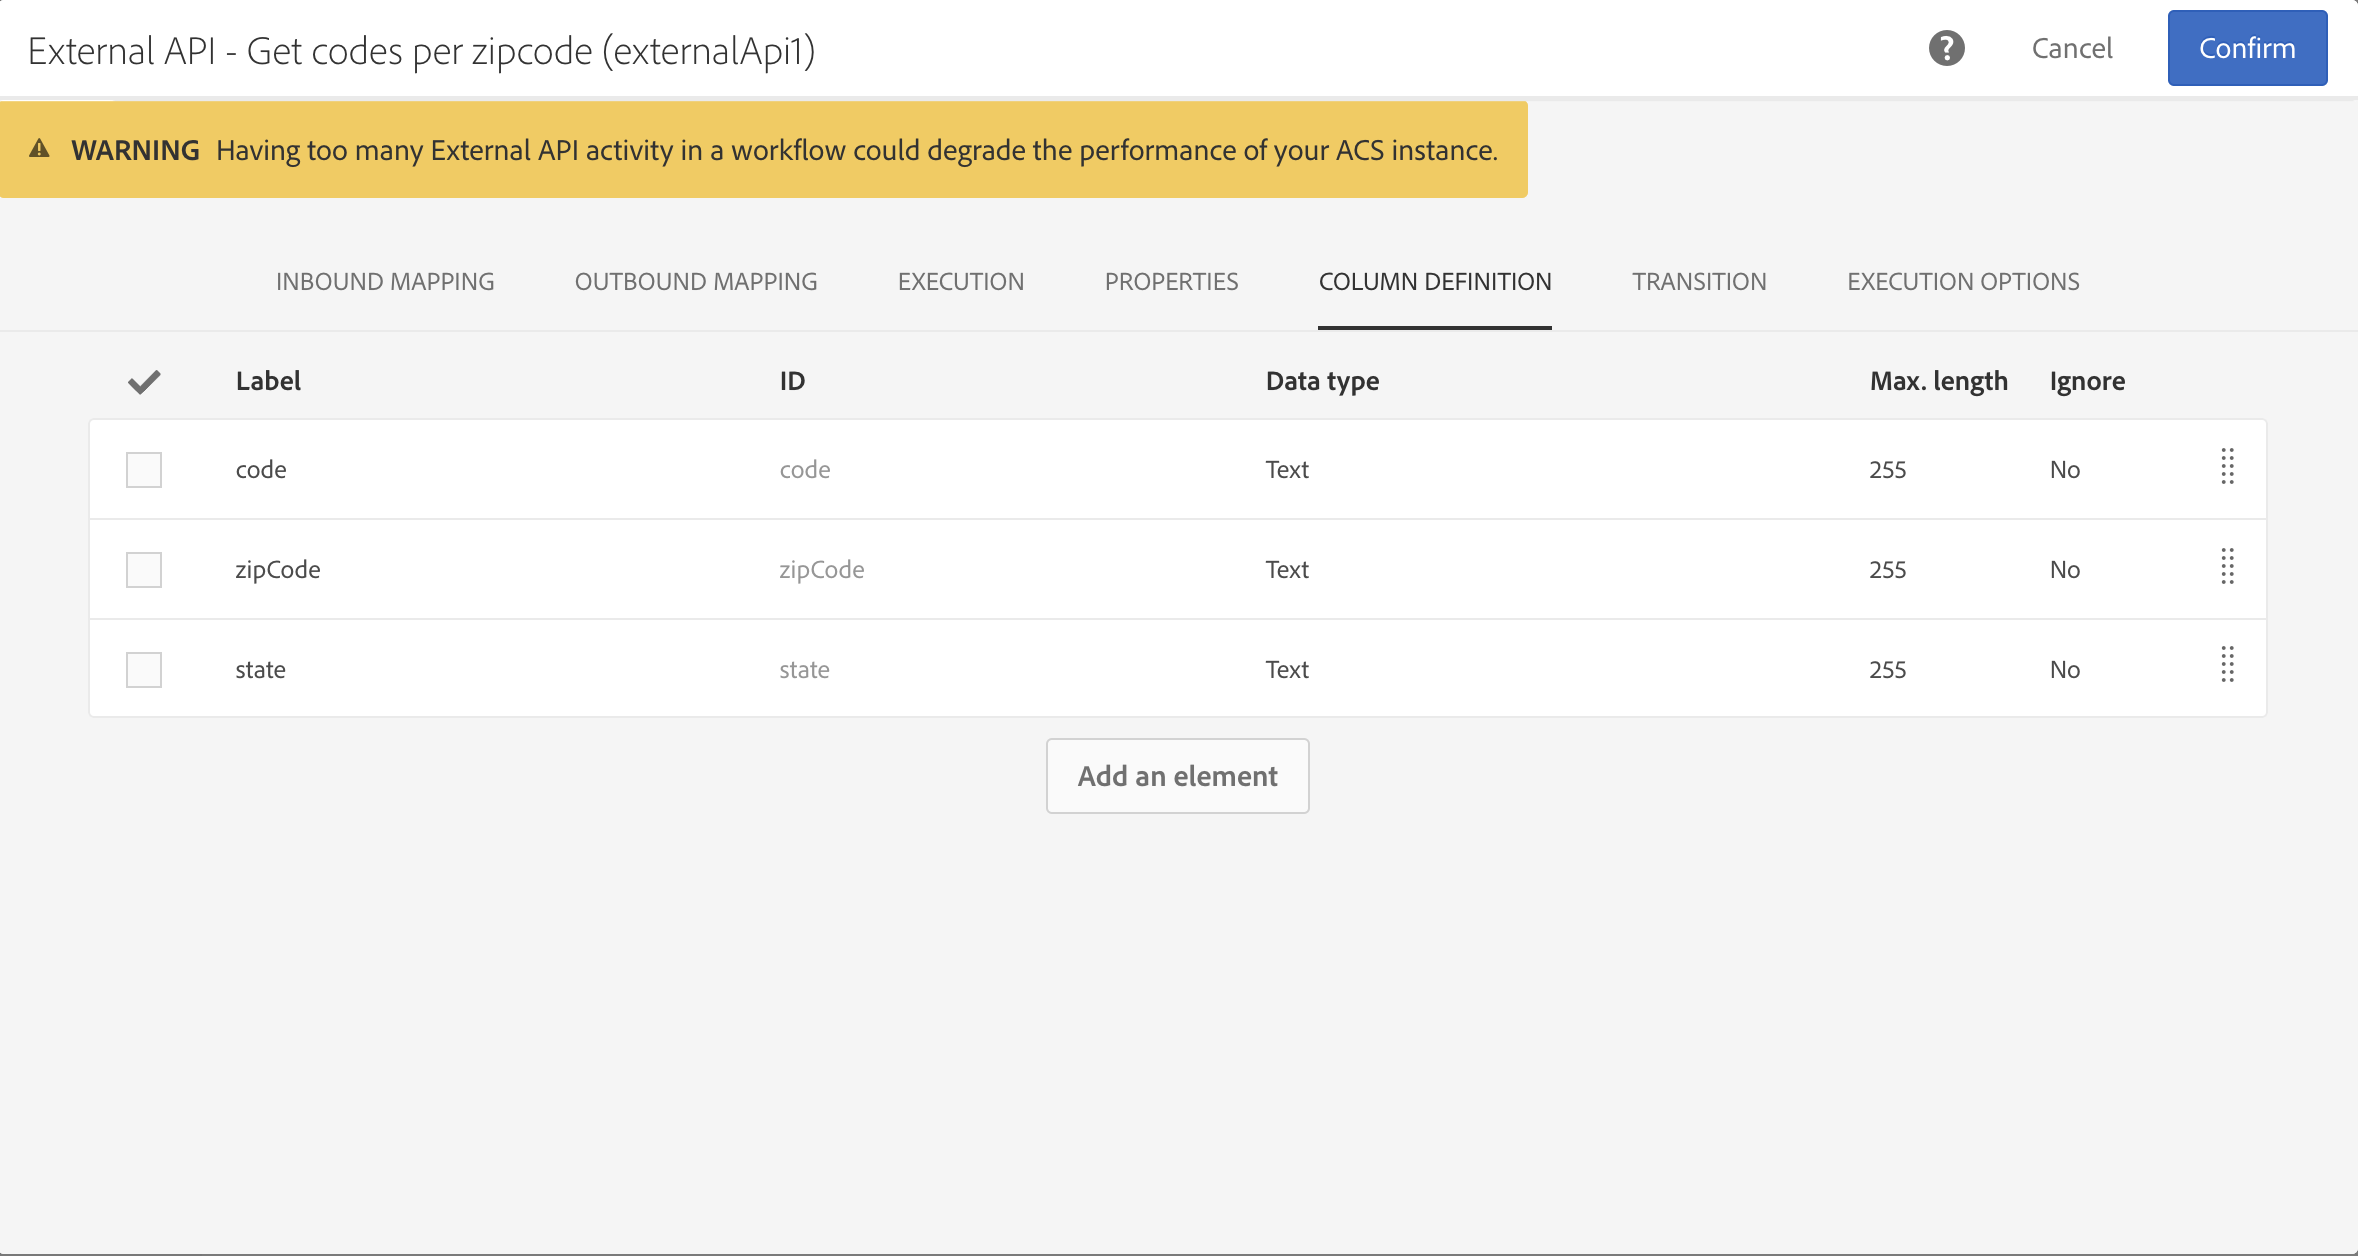 External API - Get codes per zipcode (externalApi1)
Cancel
Confirm
WARNING Having too many External API activity in a workflow could degrade the performance of your ACS instance.
INBOUND MAPPING OUTBOUND MAPPING EXECUTION PROPERTIES COLUMN DEFINITION TRANSITION EXECUTION OPTIONS
Label ID Data type Max. length Ignore
code code Text 255 No
zipCode zipCode Text 255 No
state state Text 255 No
Add an element